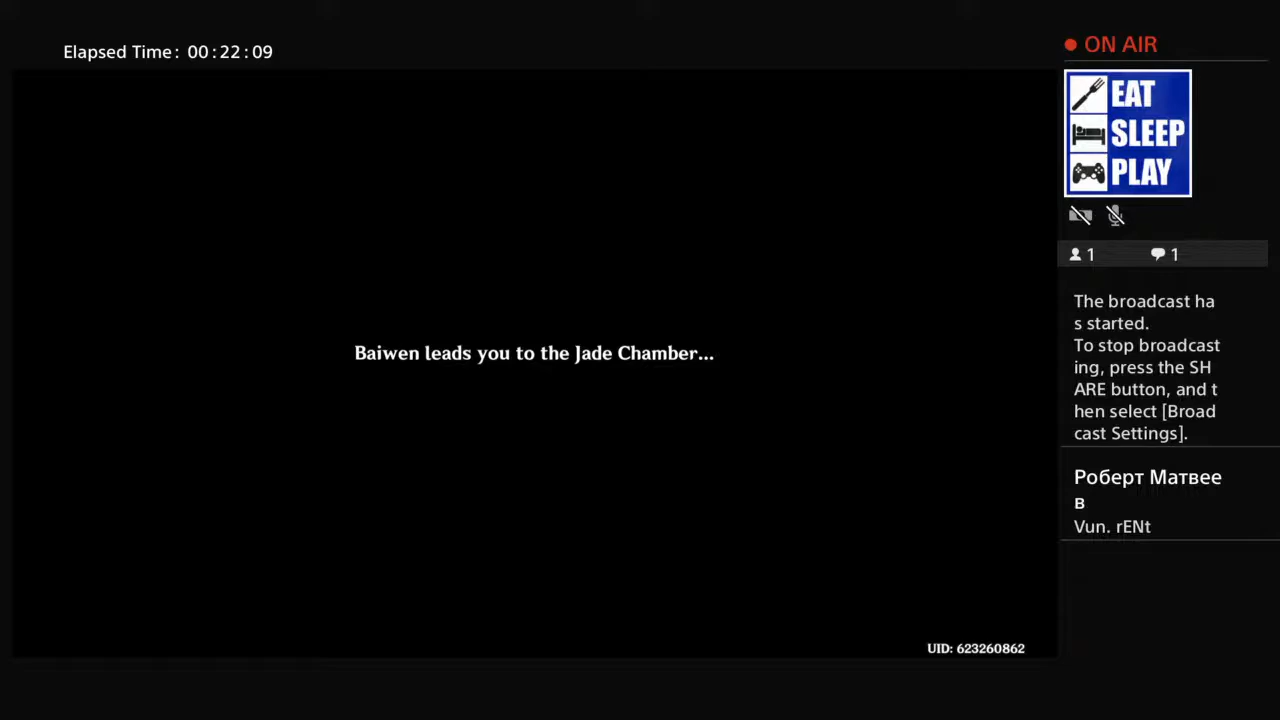 Elapsed Time: 00:22:09
ON AIR
EAT
SLEEP
PLAY
1
1
The broadcast ha
s started.
To stop broadcast
ing, press the SH
ARE button, and t
hen select [Broad
cast Settings].
Роберт Матвее
в
Vun. rENt
Baiwen leads you to the Jade Chamber...
UID: 623260862